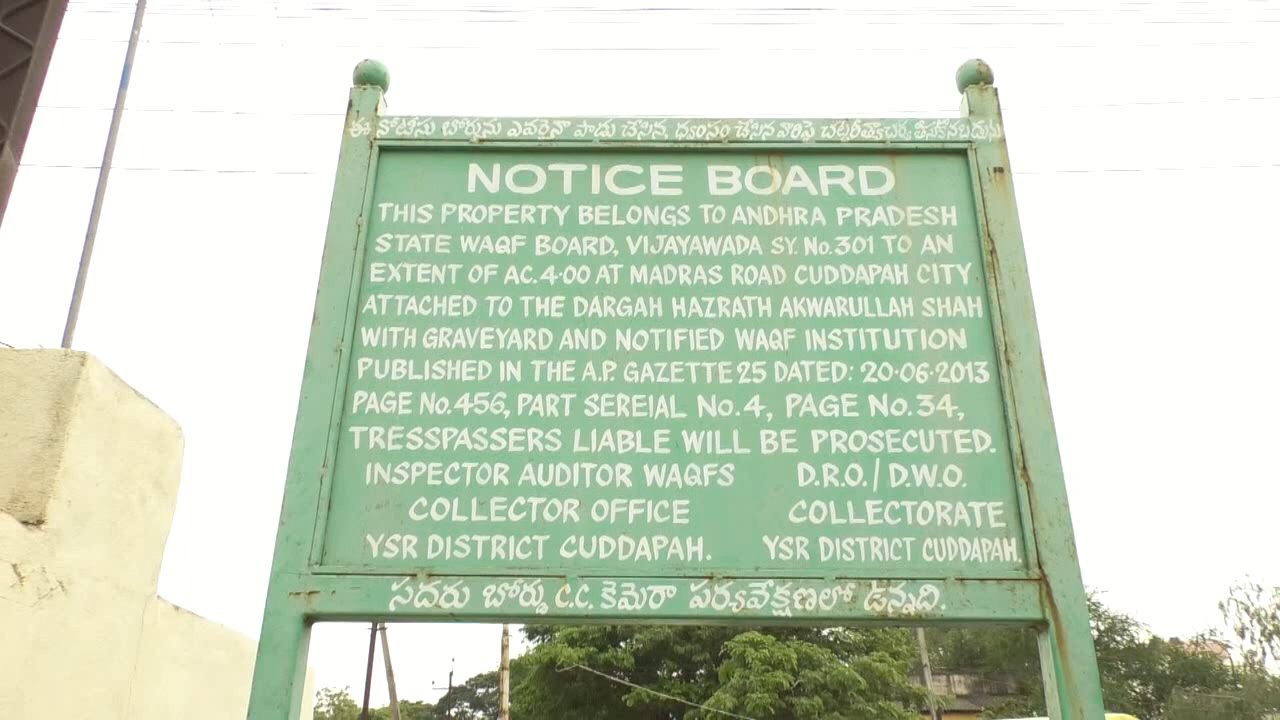 ఈ నోటీసు బోర్డును ఎవరైనా పాడు చేసిన, ధ్వంసం చేసిన వారిపై చట్టరీత్యా చర్య తీసుకొనబడును
NOTICE BOARD
THIS PROPERTY BELONGS TO ANDHRA PRADESH
STATE WAQF BOARD, VIJAYAWADA SY. No.301 TO AN
EXTENT OF AC.4·00 AT MADRAS ROAD CUDDAPAH CITY
ATTACHED TO THE DARGAH HAZRATH AKWARULLAH SHAH
WITH GRAVEYARD AND NOTIFIED WAQF INSTITUTION
PUBLISHED IN THE A.P. GAZETTE 25 DATED: 20·06·2013
PAGE No.456, PART SEREIAL No.4, PAGE No.34,
TRESSPASSERS LIABLE WILL BE PROSECUTED.
INSPECTOR AUDITOR WAQFS D.R.O./D.W.O.
COLLECTOR OFFICE COLLECTORATE
YSR DISTRICT CUDDAPAH. YSR DISTRICT CUDDAPAH.
సదరు బోర్డు C.C. కెమెరా పర్యవేక్షణలో ఉన్నది.